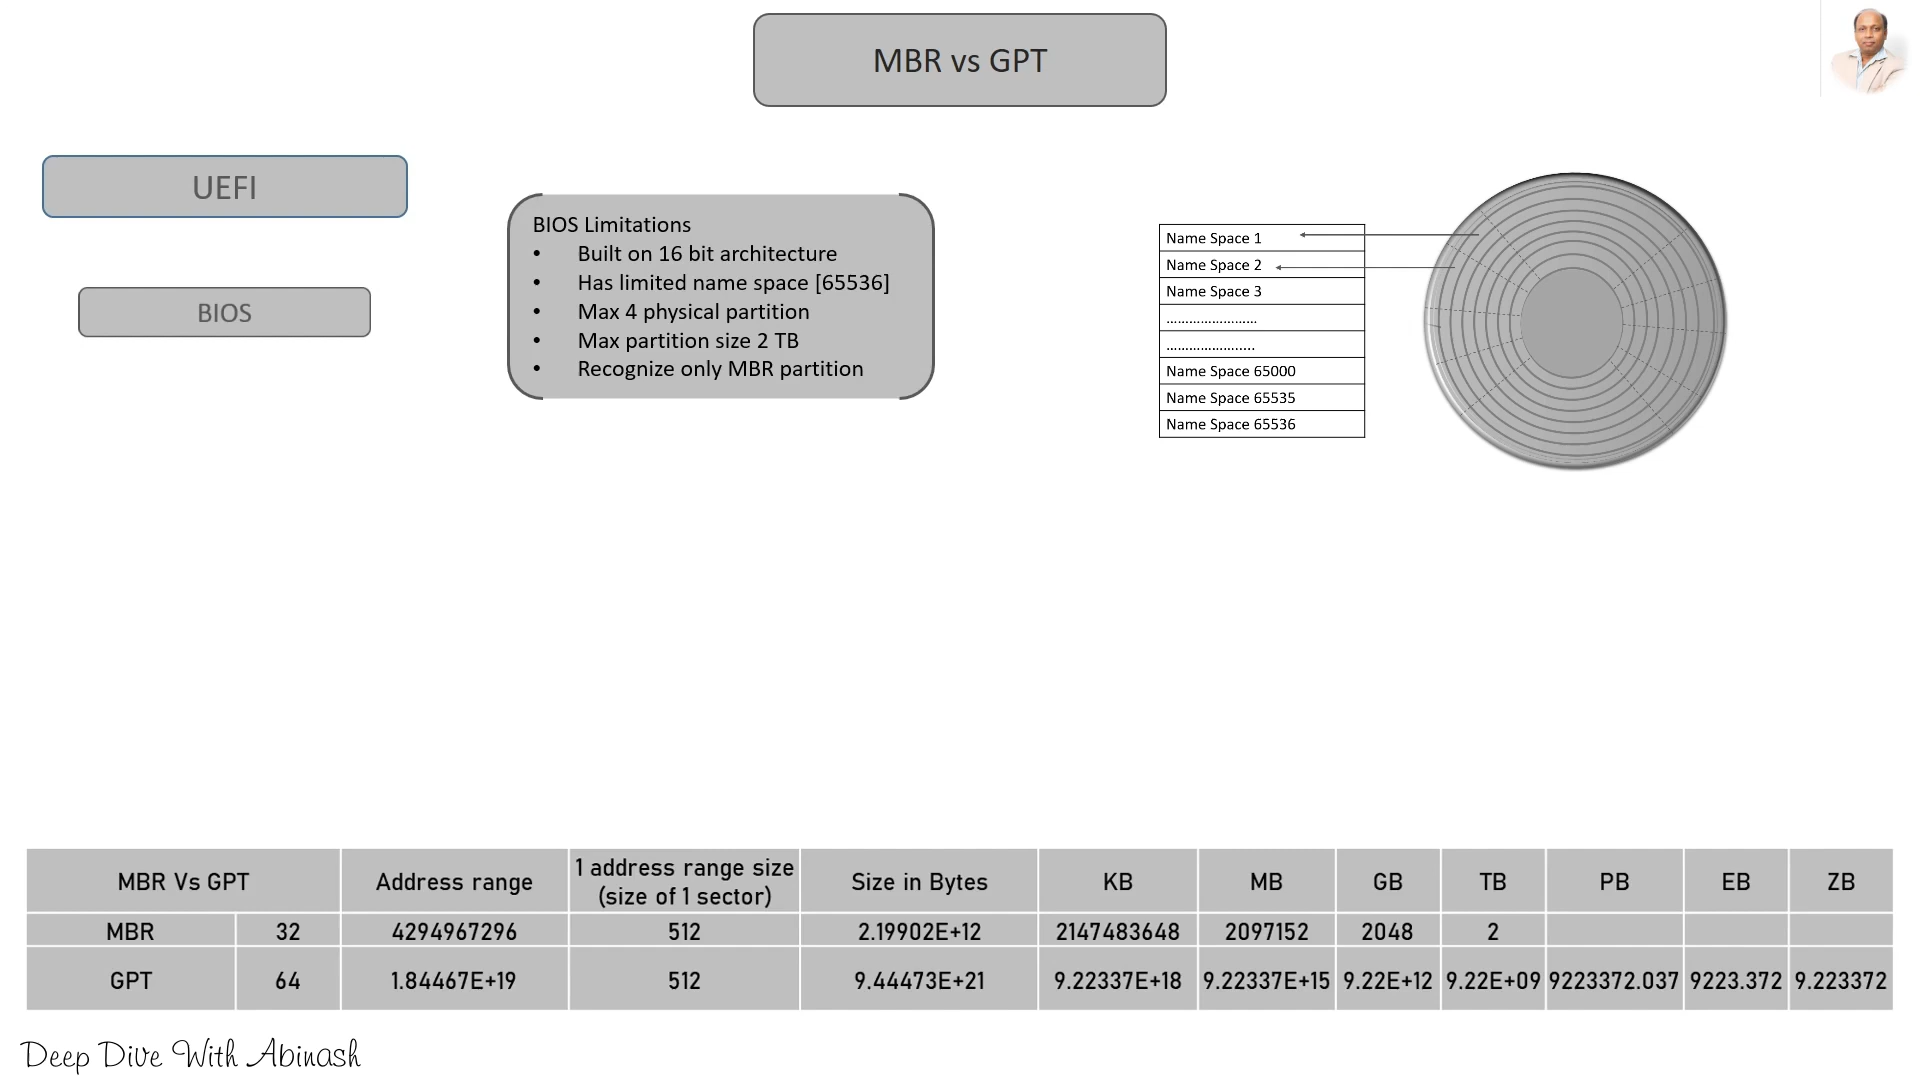 MBR vs GPT
UEFI
BIOS
BIOS Limitations
• Built on 16 bit architecture
• Has limited name space [65536]
• Max 4 physical partition
• Max partition size 2 TB
• Recognize only MBR partition
Name Space 1
Name Space 2
Name Space 3
........................
.......................
Name Space 65000
Name Space 65535
Name Space 65536
MBR Vs GPT Address range 1 address range size (size of 1 sector) Size in Bytes KB MB GB TB PB EB ZB
MBR 32 4294967296 512 2.19902E+12 2147483648 2097152 2048 2
GPT 64 1.84467E+19 512 9.44473E+21 9.22337E+18 9.22337E+15 9.22E+12 9.22E+09 9223372.037 9223.372 9.223372
Deep Dive With Abinash